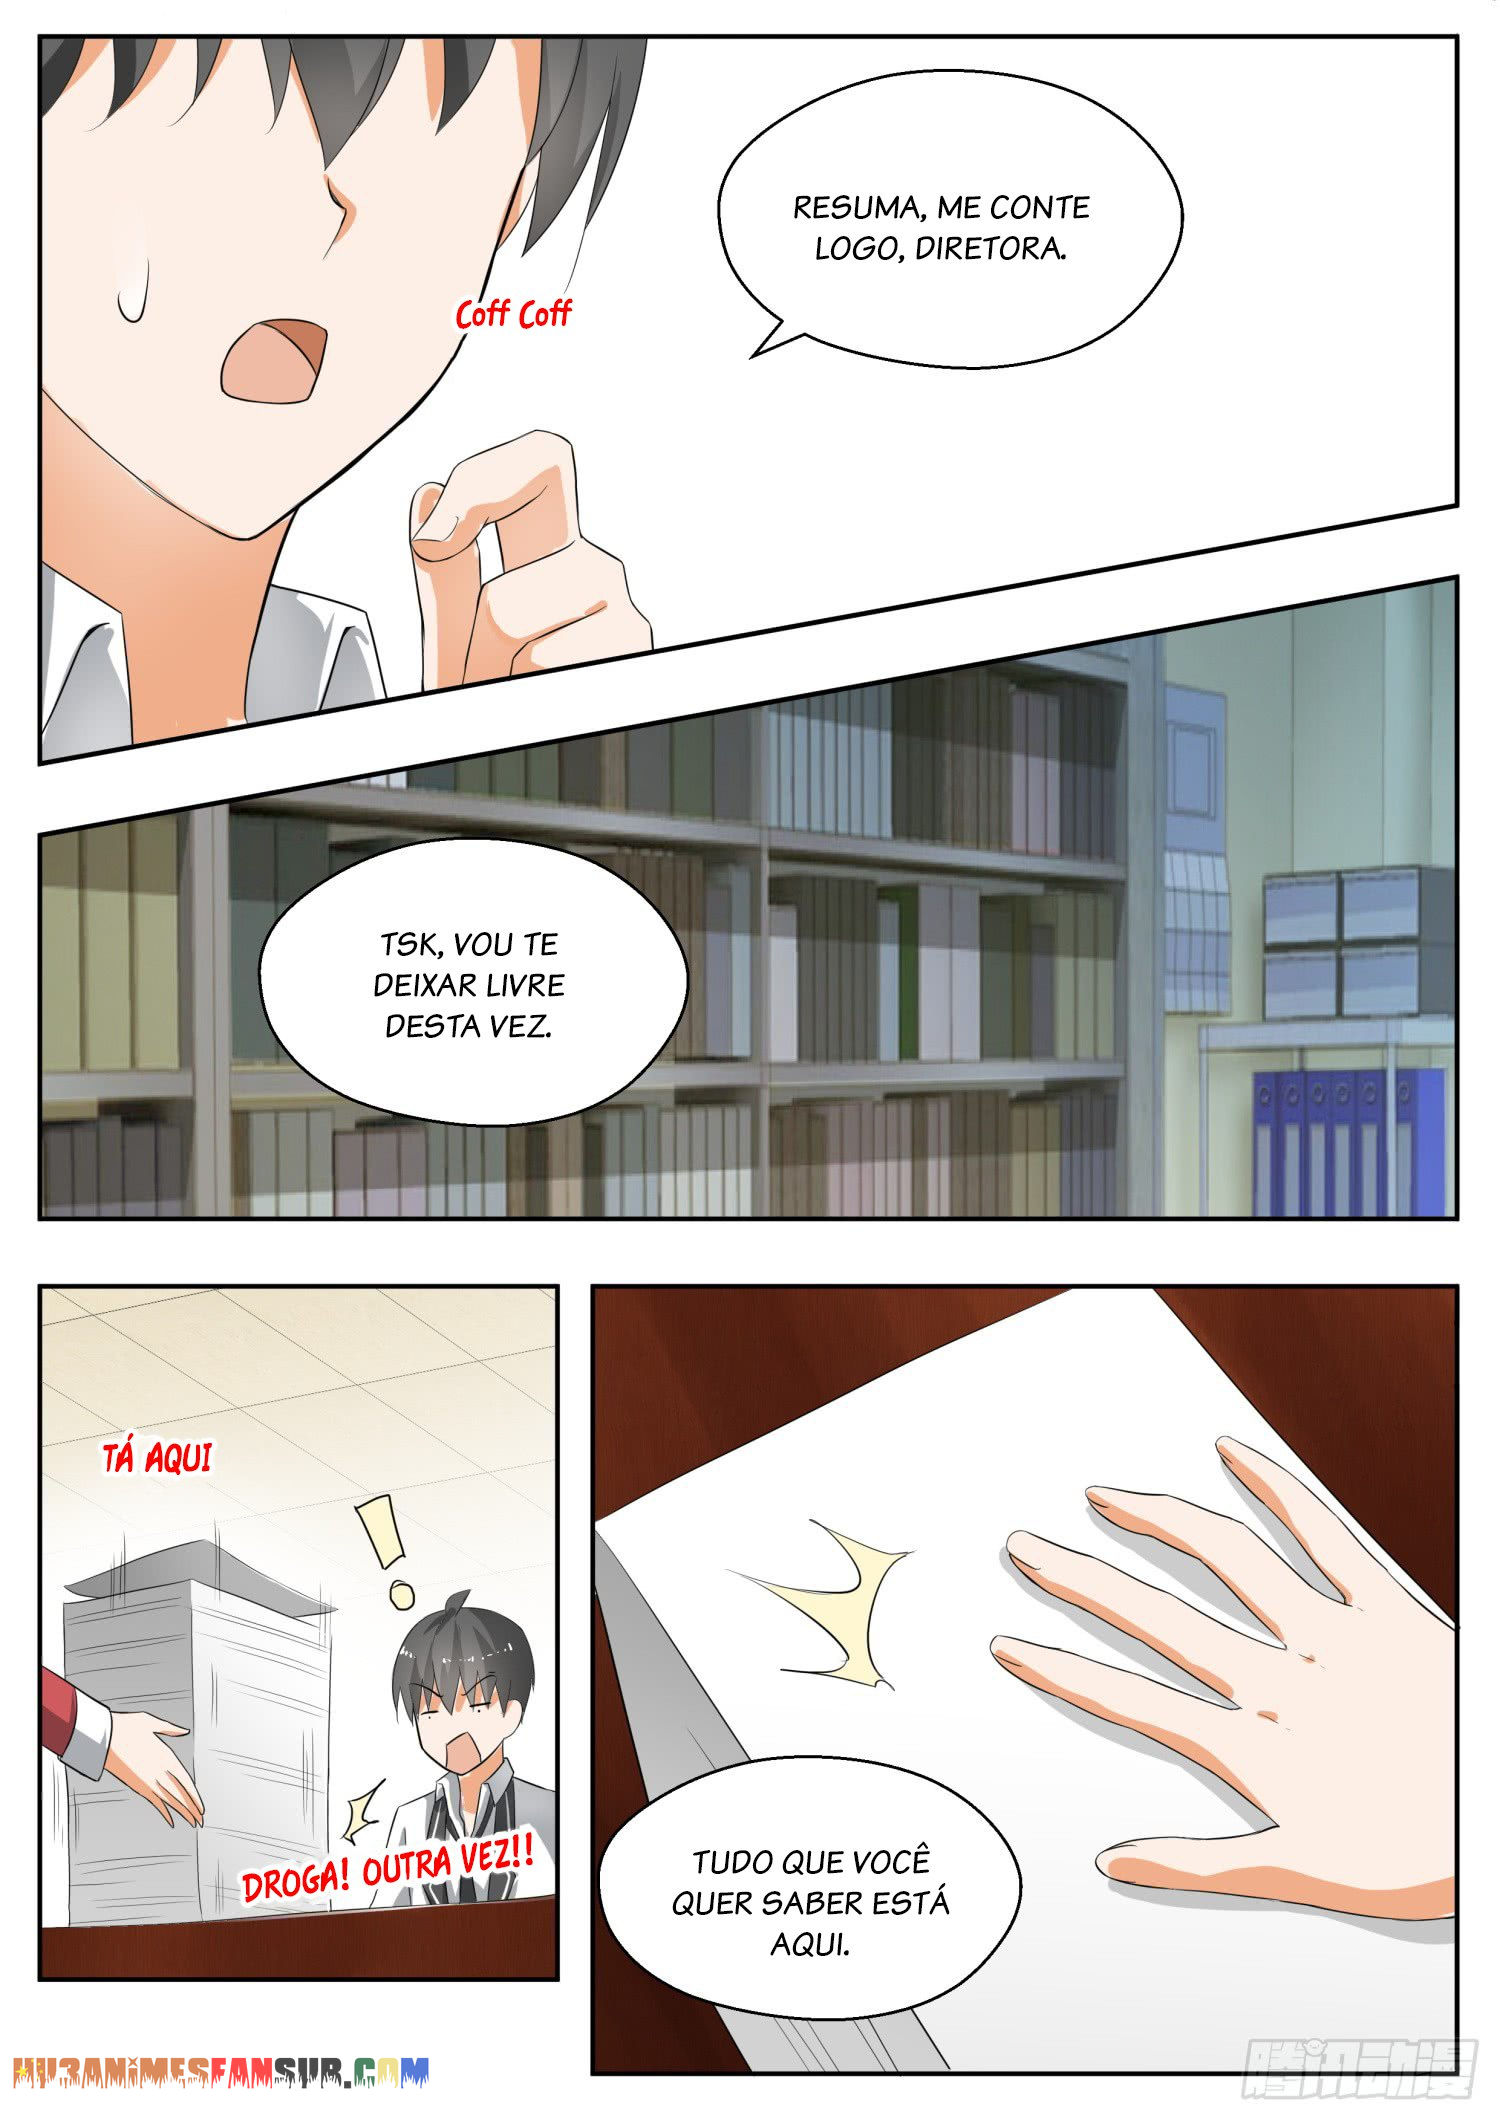 RESUMA, ME CONTE
LOGO, DIRETORA.
Coff Coff
TSK, VOU TE
DEIXAR LIVRE
DESTA VEZ.
TÁ AQUI
!
DROGA! OUTRA VEZ!!
TUDO QUE VOCÊ
QUER SABER ESTÁ
AQUI.
HU3ANIMESFANSUB.COM
腾讯动漫